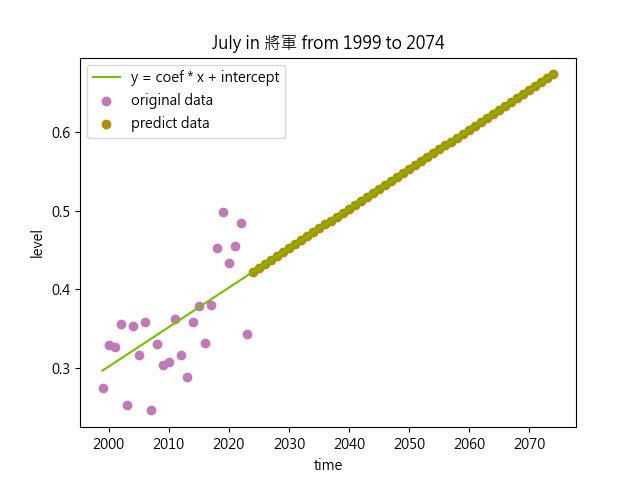 July in 將軍 from 1999 to 2074
y = coef * x + intercept
original data
predict data
level
0.6
0.5
0.4
0.3
2000 2010 2020 2030 2040 2050 2060 2070
time